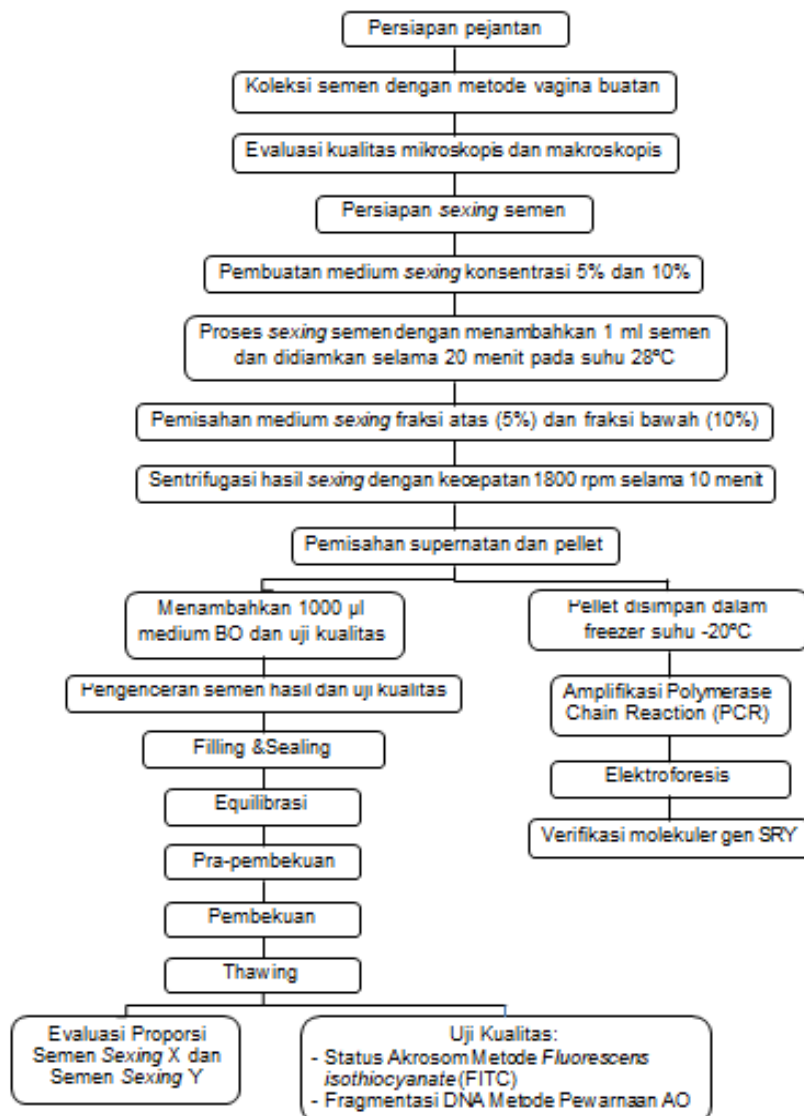 Persiapan pejantan
Koleksi semen dengan metode vagina buatan
Evaluasi kualitas mikroskopis dan makroskopis
Persiapan sexing semen
Pembuatan medium sexing konsentrasi 5% dan 10%
Proses sexing semen dengan menambahkan 1 ml semen
dan didiamkan selama 20 menit pada suhu 28ºC
Pemisahan medium sexing fraksi atas (5%) dan fraksi bawah (10%)
Sentrifugasi hasil sexing dengan kecepatan 1800 rpm selama 10 menit
Pemisahan supernatan dan pellet
Menambahkan 1000 µl
medium BO dan uji kualitas
Pengenceran semen hasil dan uji kualitas
Filling &Sealing
Equilibrasi
Pra-pembekuan
Pembekuan
Thawing
Pellet disimpan dalam
freezer suhu -20ºC
Amplifikasi Polymerase
Chain Reaction (PCR)
Elektroforesis
Verifikasi molekuler gen SRY
Evaluasi Proporsi
Semen Sexing X dan
Semen Sexing Y
Uji Kualitas:
- Status Akrosom Metode Fluorescens
isothiocyanate (FITC)
- Fragmentasi DNA Metode Pewarnaan AO